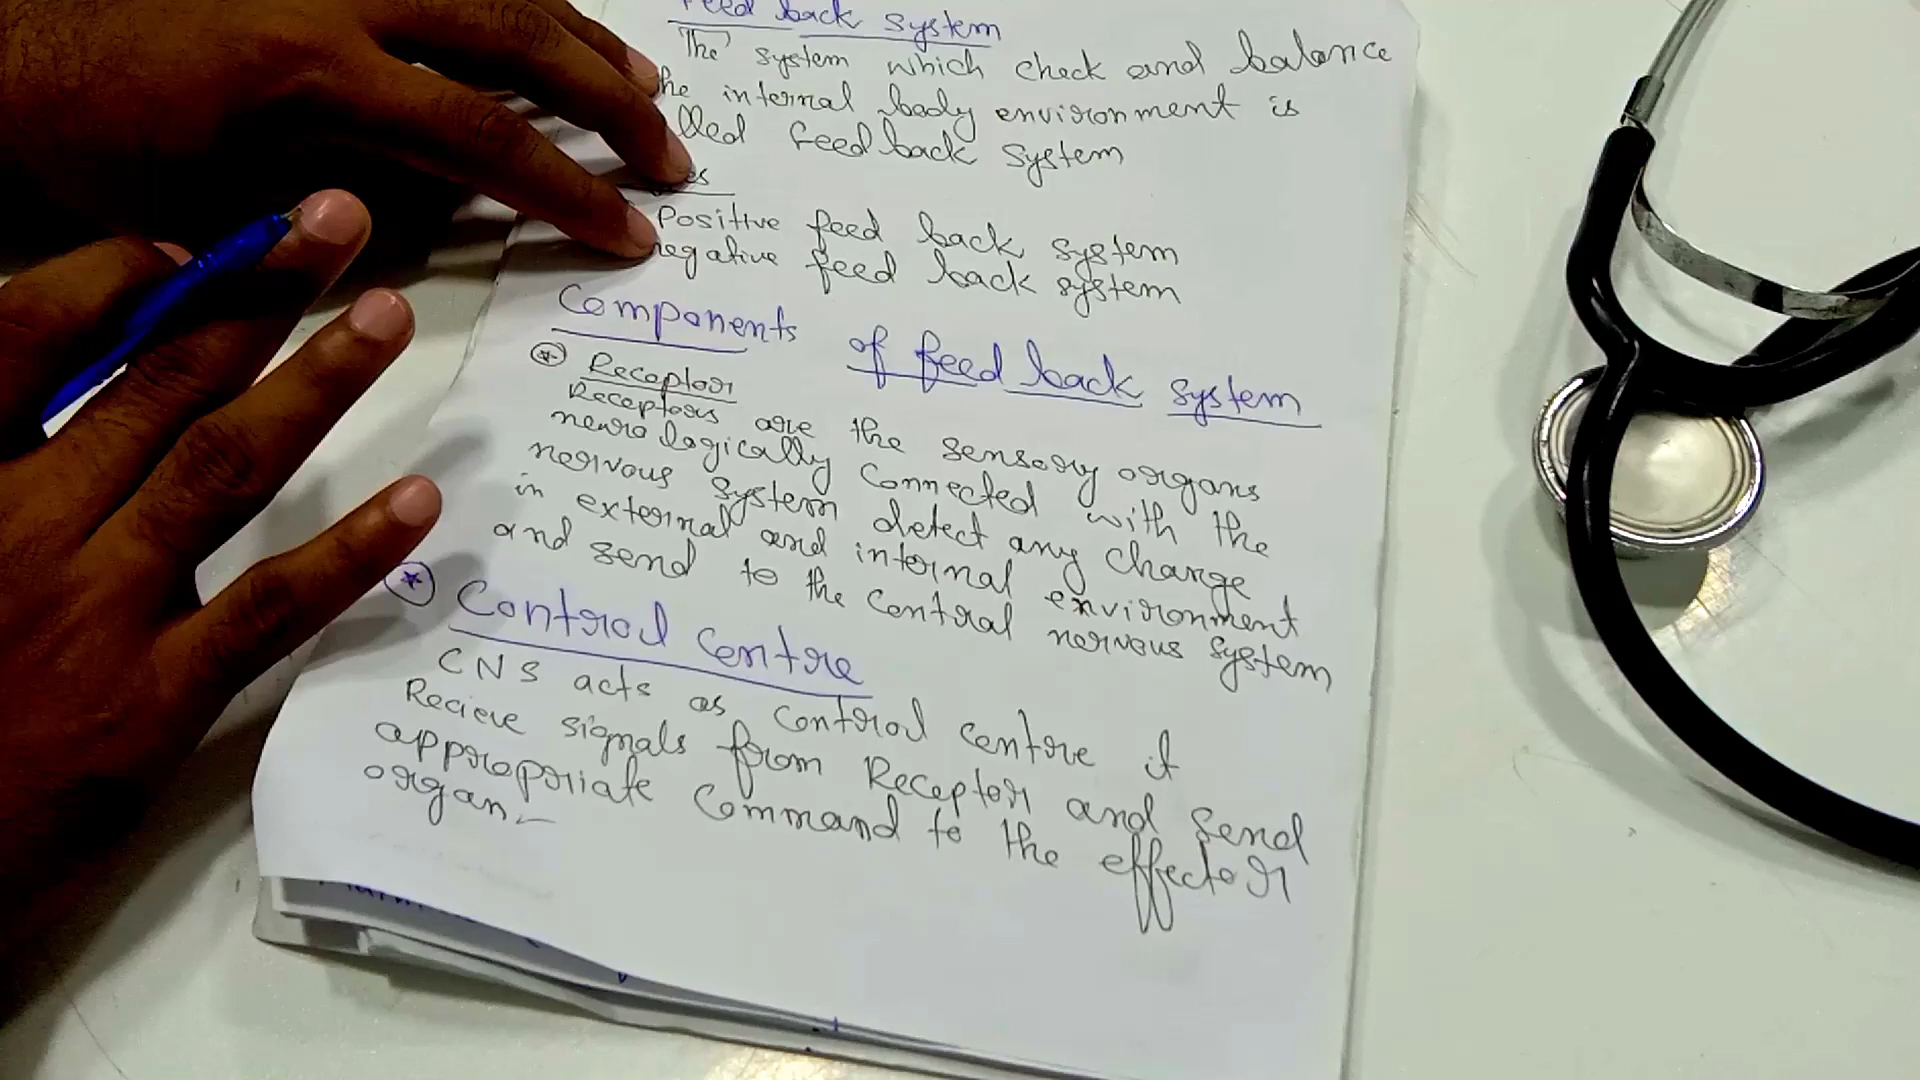 Feed back system
The system which check and balance
the internal body environment is
lled feed back system
es
Positive feed back system
negative feed back system
Components of feed back system
Receptor
Receptors are the sensory organs
neurologically connected with the
nervous system detect any change
in external and internal environment
and send to the central nervous system
Control Centre
CNS acts as control centre it
Recieve signals from Receptor and send
appropriate command to the effector
organ.